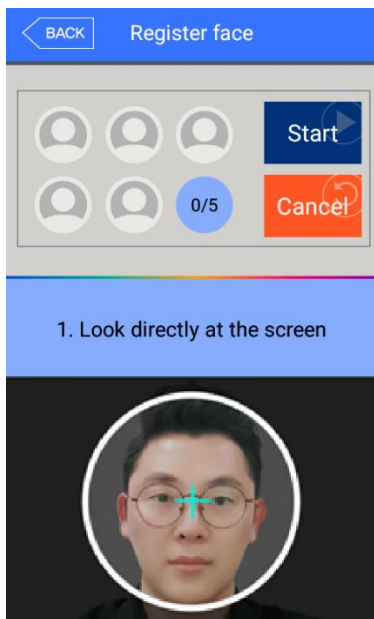 BACK
Register face
Start
0/5
Cancel
1. Look directly at the screen